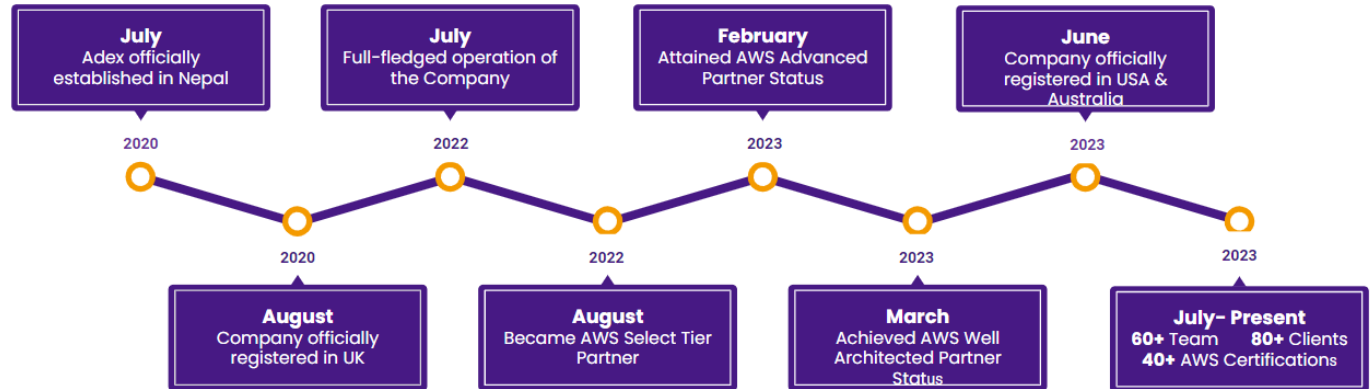 July
Adex officially
established in Nepal
2020
August
Company officially
registered in UK
2020
July
Full-fledged operation of
the Company
2022
August
Became AWS Select Tier
Partner
2022
February
Attained AWS Advanced
Partner Status
2023
March
Achieved AWS Well
Architected Partner
Status
2023
June
Company officially
registered in USA &
Australia
2023
July- Present
60+ Team 80+ Clients
40+ AWS Certifications
2023